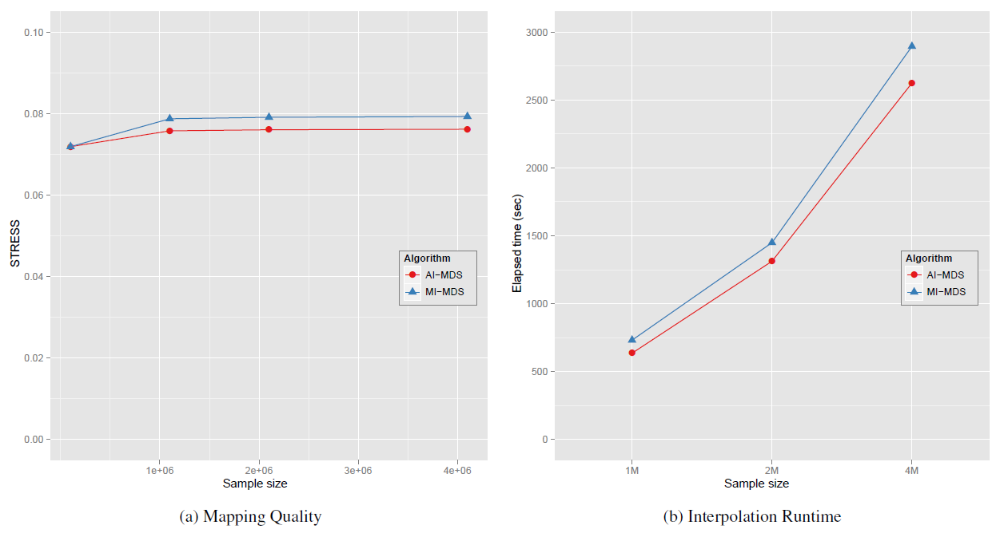 0.10
0.08
0.06
0.04
0.02
0.00
STRESS
1e+06
2e+06
3e+06
4e+06
Sample size
Algorithm
AI−MDS
MI−MDS
(a) Mapping Quality
3000
2500
2000
1500
1000
500
0
Elapsed time (sec)
1M
2M
4M
Sample size
Algorithm
AI−MDS
MI−MDS
(b) Interpolation Runtime